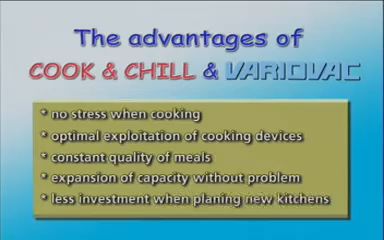 The advantages of
COOK & CHILL & VARIOVAC
* no stress when cooking
* optimal exploitation of cooking devices
* constant quality of meals
* expansion of capacity without problem
* less investment when planing new kitchens